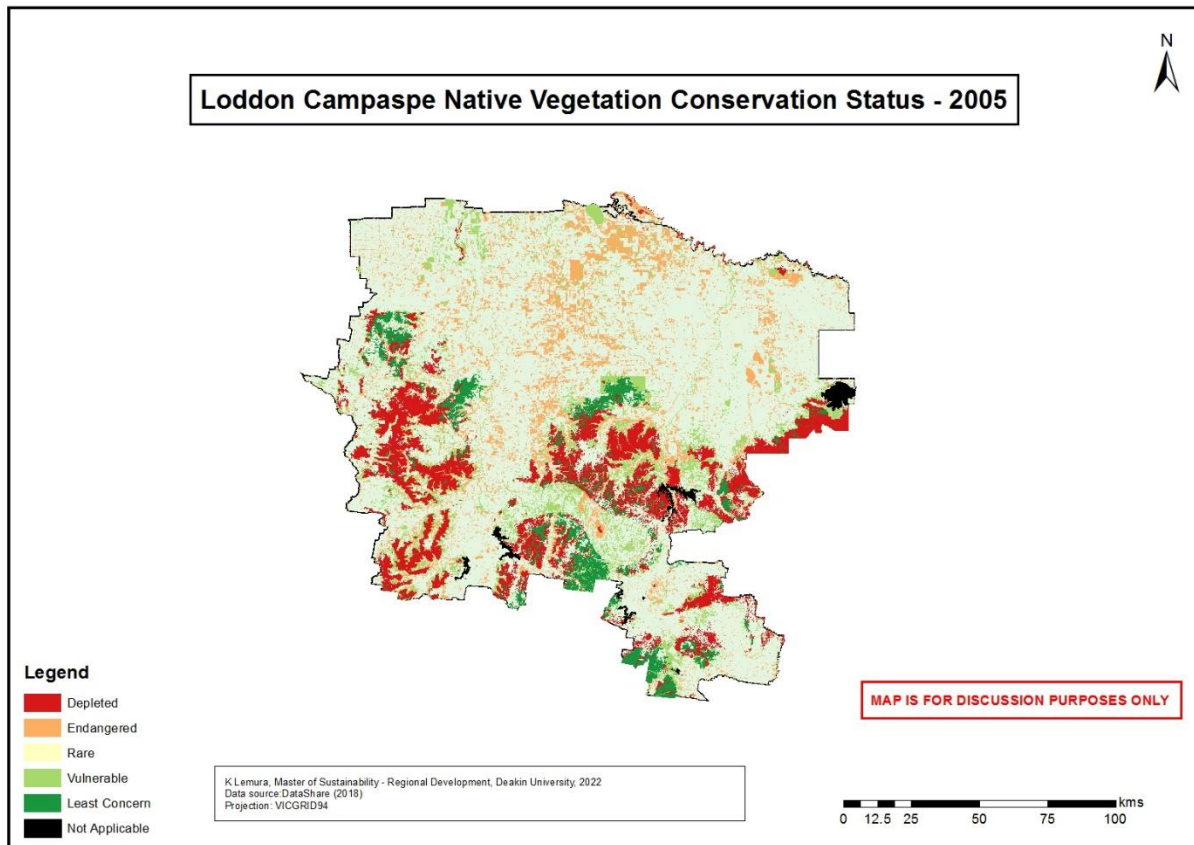 N
Loddon Campaspe Native Vegetation Conservation Status - 2005
Legend
Depleted
Endangered
Rare
Vulnerable
Least Concern
Not Applicable
K Lemura, Master of Sustainability - Regional Development, Deakin University, 2022
Data source:DataShare (2018)
Projection: VICGRID94
MAP IS FOR DISCUSSION PURPOSES ONLY
kms
0 12.5 25 50 75 100